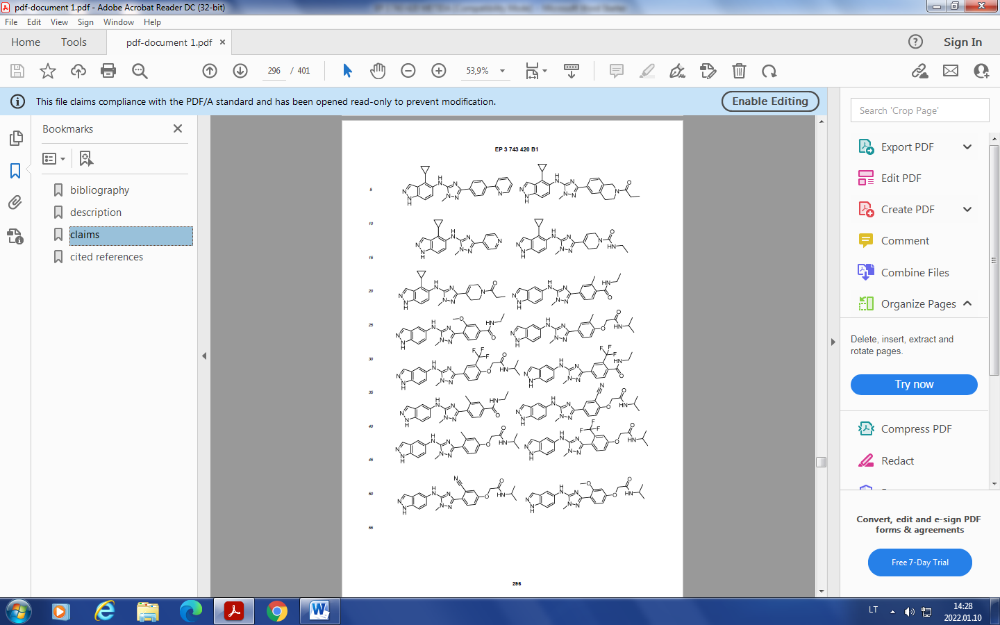 pdf-document 1.pdf - Adobe Acrobat Reader DC (32-bit)
File Edit View Sign Window Help
Home Tools pdf-document 1.pdf × Sign In
296 / 401 53,9%
This file claims compliance with the PDF/A standard and has been opened read-only to prevent modification. Enable Editing
Bookmarks
bibliography
description
claims
cited references
EP 3 743 420 B1
5
10
15
20
25
30
35
40
45
50
55
296
Search 'Crop Page'
Export PDF
Edit PDF
Create PDF
Comment
Combine Files
Organize Pages
Delete, insert, extract and
rotate pages.
Try now
Compress PDF
Redact
Convert, edit and e-sign PDF
forms & agreements
Free 7-Day Trial
LT
14:28
2022.01.10